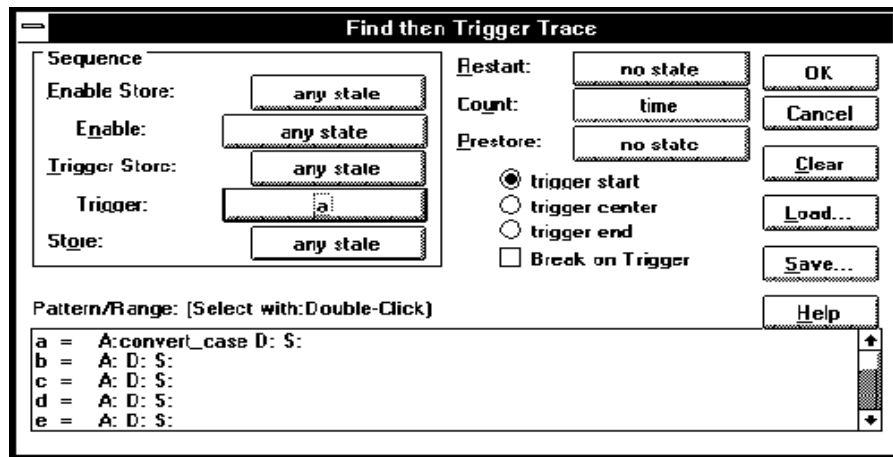 Find then Trigger Trace
Sequence
Enable Store: any state
Enable: any state
Trigger Store: any state
Trigger: a
Store: any state
Restart: no state
Count: time
Prestore: no state
trigger start
trigger center
trigger end
Break on Trigger
OK
Cancel
Clear
Load...
Save...
Help
Pattern/Range: (Select with:Double-Click)
a = A:convert_case D: S:
b = A: D: S:
c = A: D: S:
d = A: D: S:
e = A: D: S: